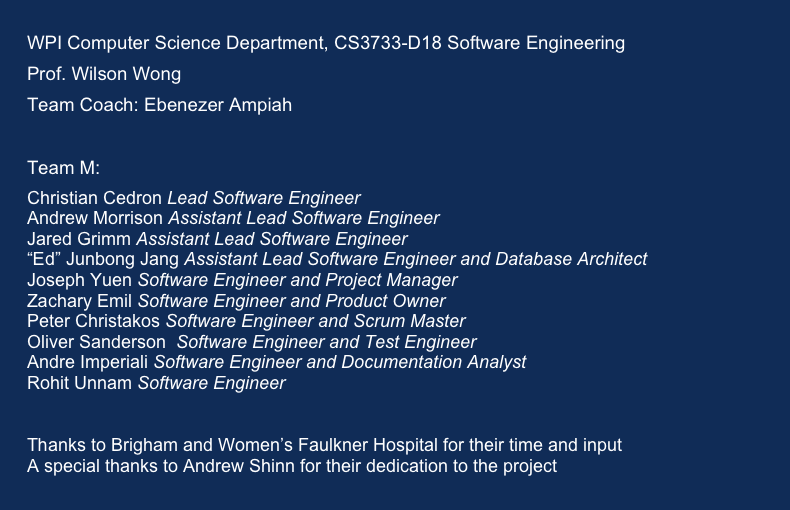 WPI Computer Science Department, CS3733-D18 Software Engineering
Prof. Wilson Wong
Team Coach: Ebenezer Ampiah
Team M:
Christian Cedron Lead Software Engineer
Andrew Morrison Assistant Lead Software Engineer
Jared Grimm Assistant Lead Software Engineer
“Ed” Junbong Jang Assistant Lead Software Engineer and Database Architect
Joseph Yuen Software Engineer and Project Manager
Zachary Emil Software Engineer and Product Owner
Peter Christakos Software Engineer and Scrum Master
Oliver Sanderson  Software Engineer and Test Engineer
Andre Imperiali Software Engineer and Documentation Analyst
Rohit Unnam Software Engineer
Thanks to Brigham and Women’s Faulkner Hospital for their time and input
A special thanks to Andrew Shinn for their dedication to the project